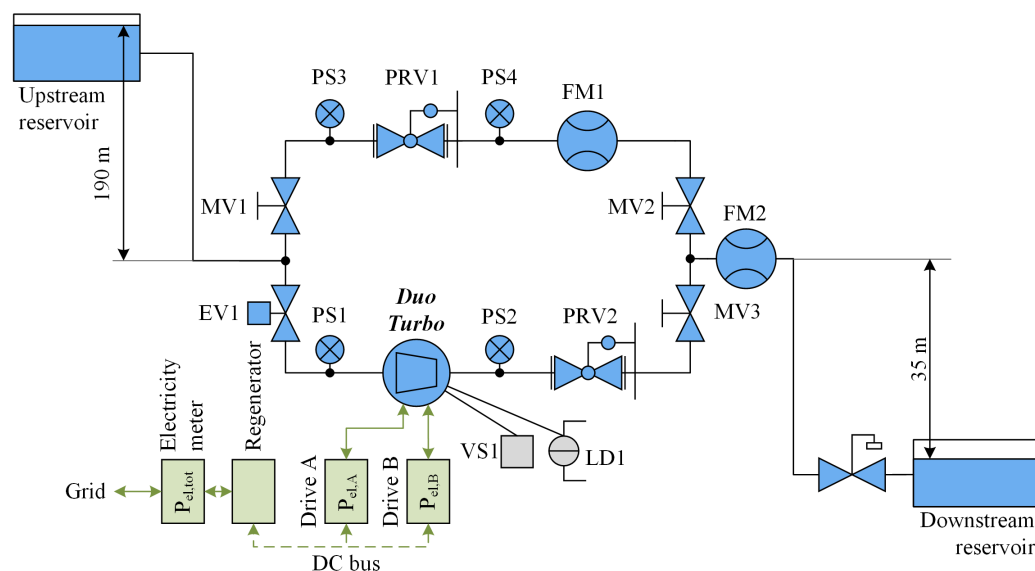 Upstream
reservoir
190 m
PS3
PRV1
PS4
FM1
MV1
MV2
FM2
EV1
PS1
Duo
Turbo
PS2
PRV2
MV3
35 m
Electricity
meter
Regenerator
VS1
LD1
Grid
Pel,tot
Drive A
Pel,A
Drive B
Pel,B
DC bus
Downstream
reservoir